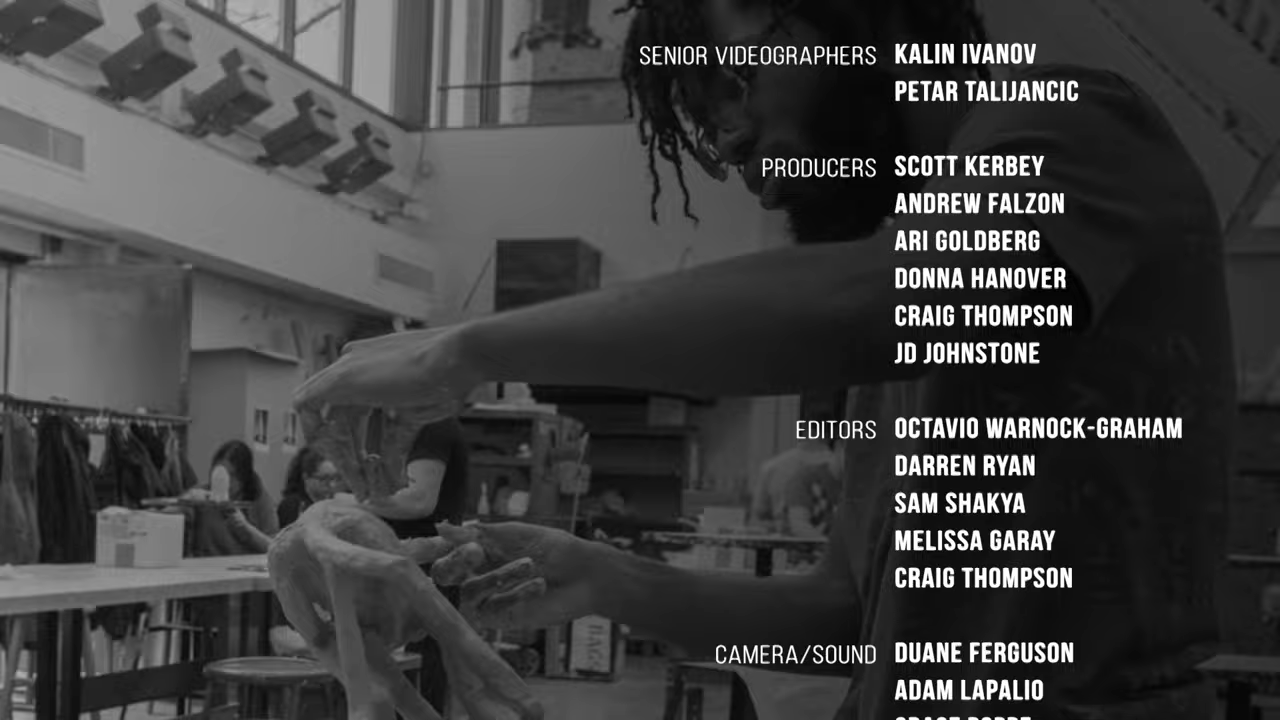 SENIOR VIDEOGRAPHERS KALIN IVANOV
PETAR TALIJANCIC
PRODUCERS SCOTT KERBEY
ANDREW FALZON
ARI GOLDBERG
DONNA HANOVER
CRAIG THOMPSON
JD JOHNSTONE
EDITORS OCTAVIO WARNOCK-GRAHAM
DARREN RYAN
SAM SHAKYA
MELISSA GARAY
CRAIG THOMPSON
CAMERA/SOUND DUANE FERGUSON
ADAM LAPALIO